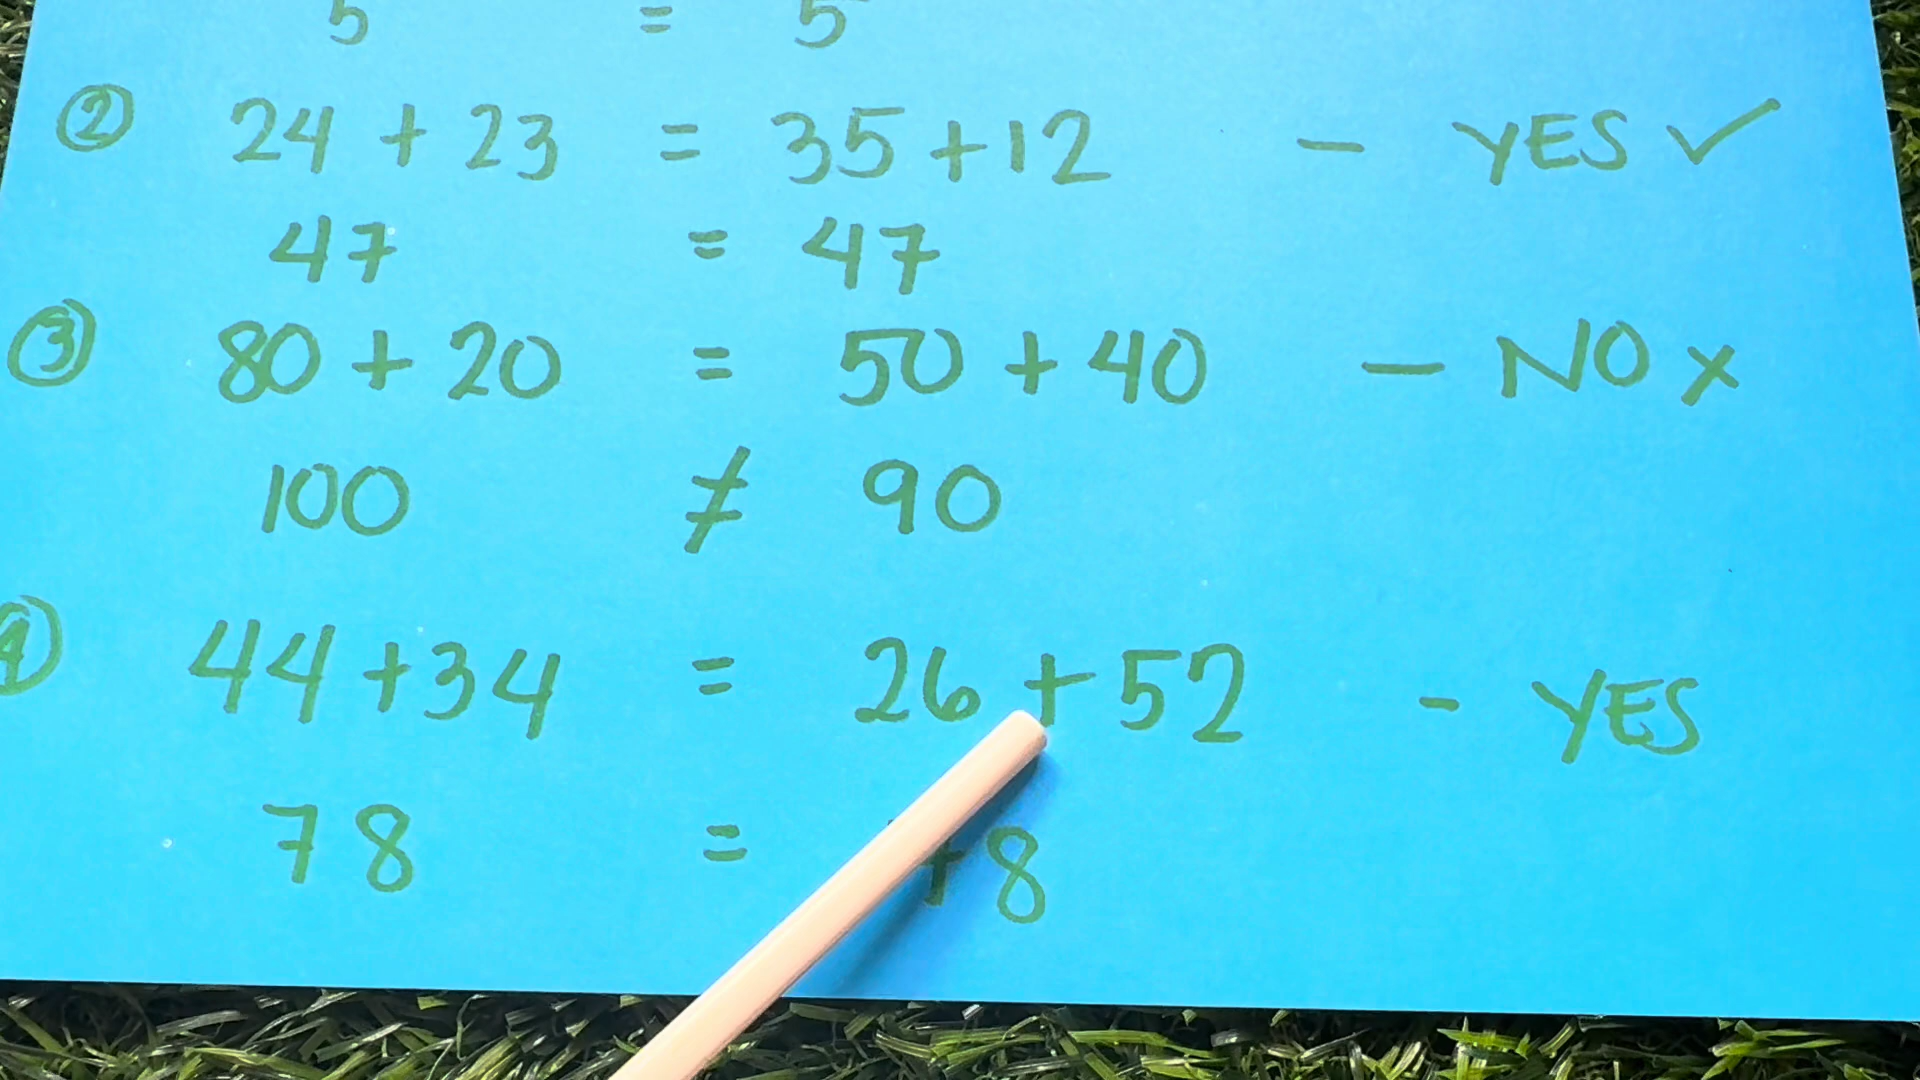 5 = 5
② 24 + 23 = 35 + 12 - YES ✓
47 = 47
③ 80 + 20 = 50 + 40 - NO x
100 ≠ 90
④ 44 + 34 = 26 + 52 - YES
78 = 78